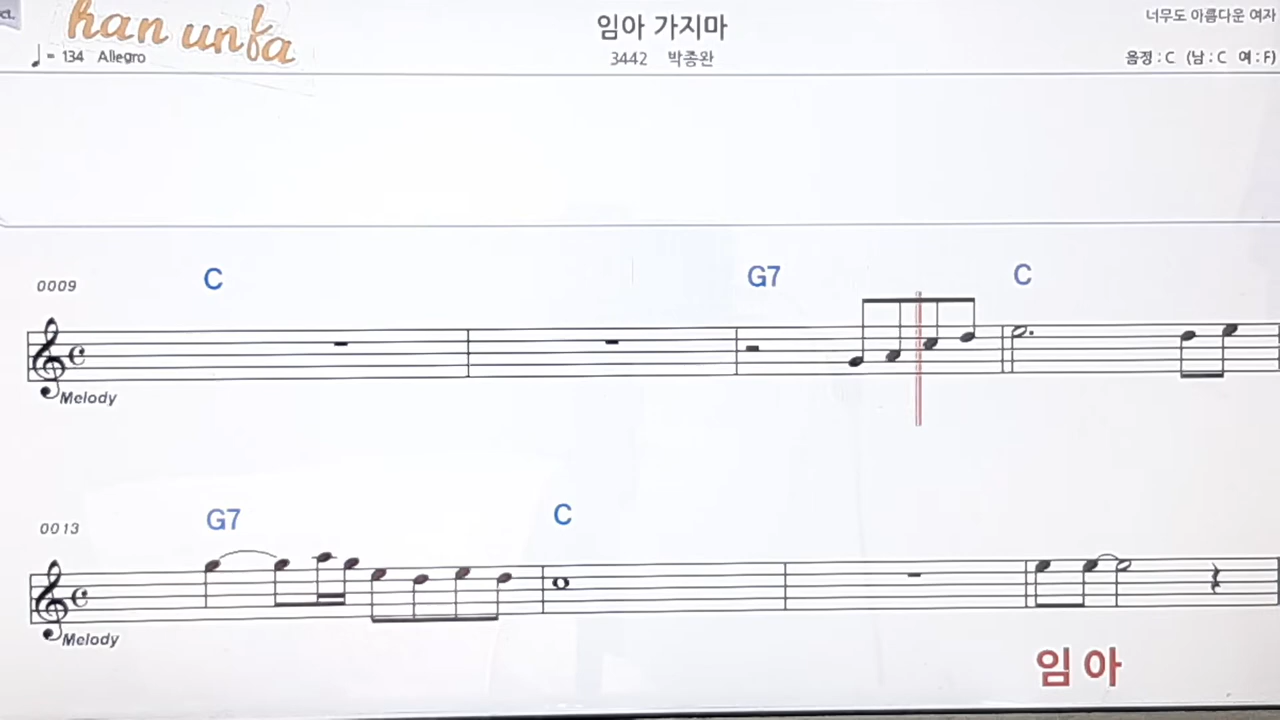 han unfa
임아 가지마
너무도 아름다운 여자
= 134 Allegro
3442 박종완
음정 : C (남 : C 여 : F)
0009
C
G7
C
Melody
0013
G7
C
Melody
임 아